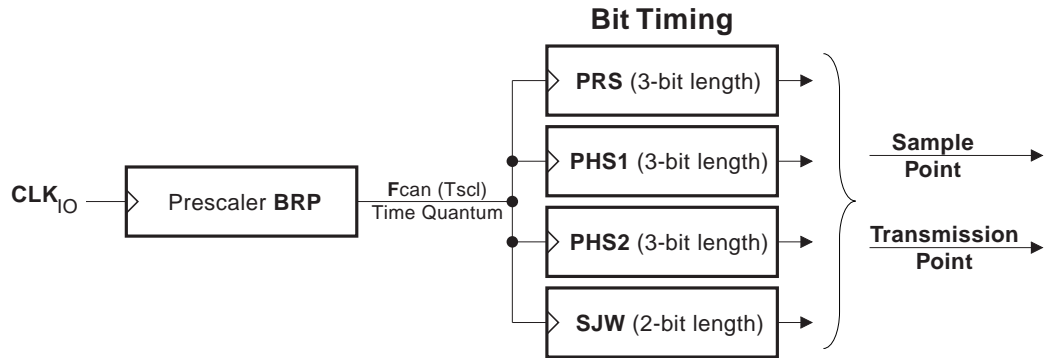 Bit Timing
PRS (3-bit length)
PHS1 (3-bit length)
Sample
Point
CLKIO
Prescaler BRP
Fcan (Tscl)
Time Quantum
PHS2 (3-bit length)
Transmission
Point
SJW (2-bit length)